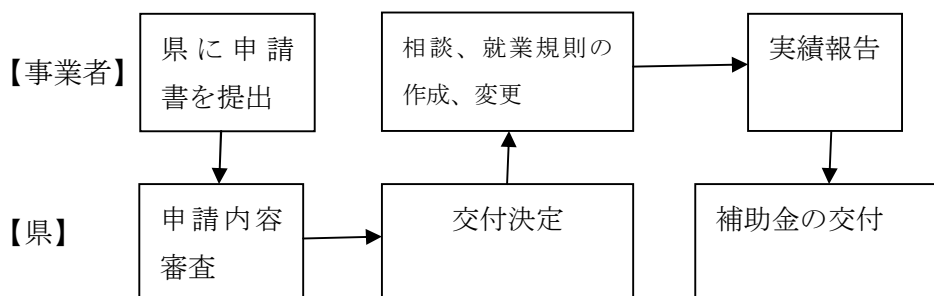 【事業者】
県に申請
書を提出
相談、就業規則の
作成、変更
実績報告
【県】
申請内容
審査
交付決定
補助金の交付